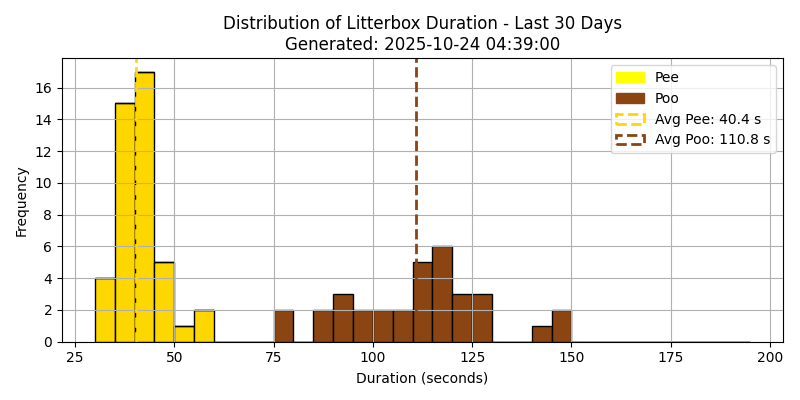 Distribution of Litterbox Duration - Last 30 Days
Generated: 2025-10-24 04:39:00
Pee
Poo
Avg Pee: 40.4 s
Avg Poo: 110.8 s
Frequency
16
14
12
10
8
6
4
2
0
25 50 75 100 125 150 175 200
Duration (seconds)